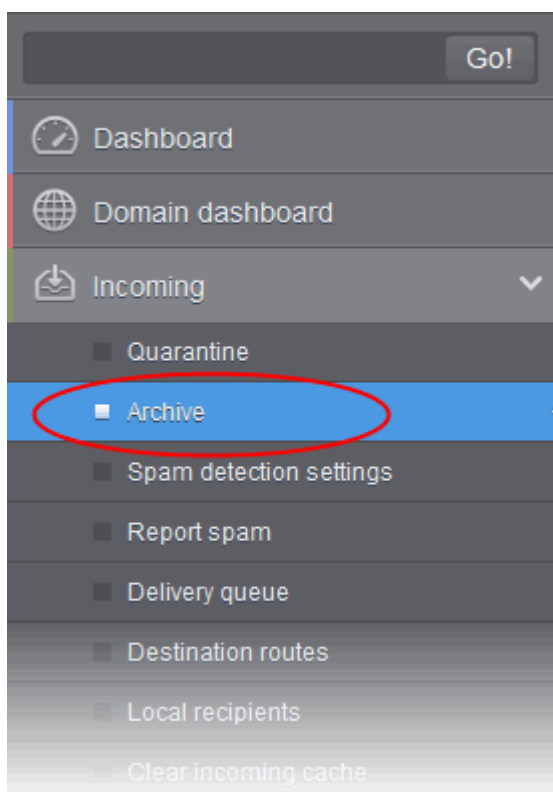 Go!
Dashboard
Domain dashboard
Incoming
Quarantine
Archive
Spam detection settings
Report spam
Delivery queue
Destination routes
Local recipients
Clear incoming cache